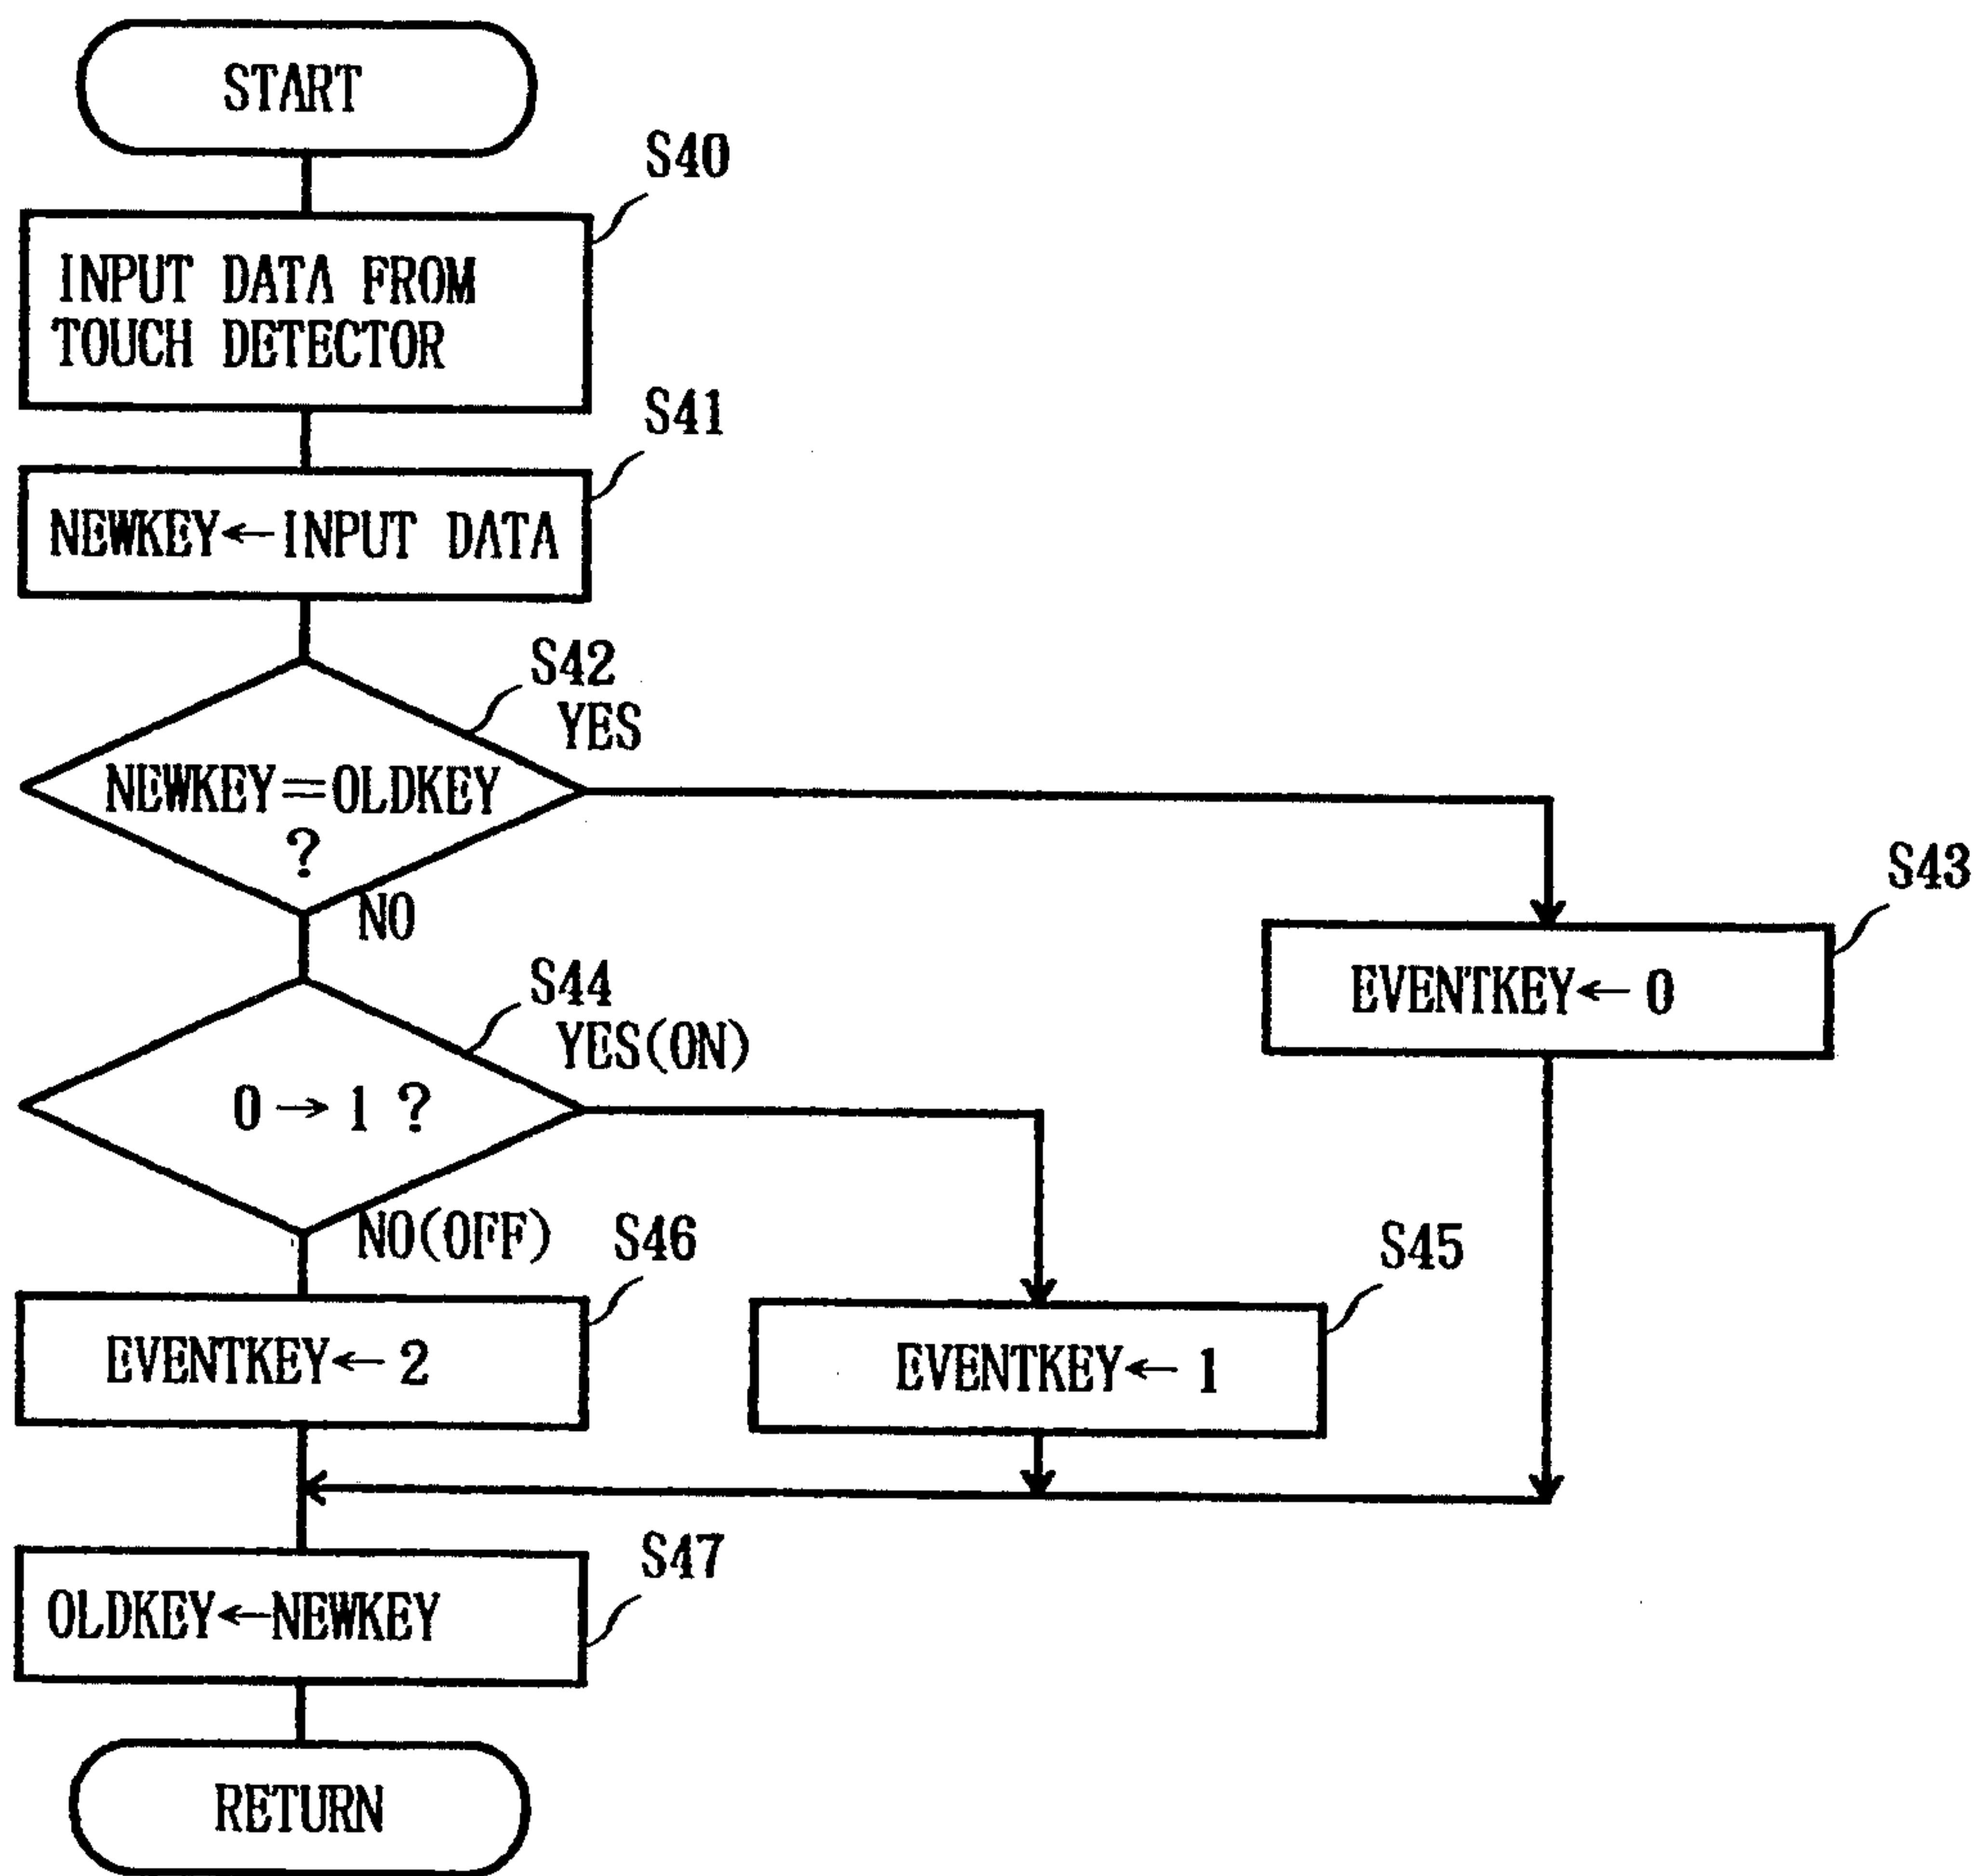 START
S40
INPUT DATA FROM
TOUCH DETECTOR
S41
NEWKEY←INPUT DATA
S42
YES
NEWKEY=OLDKEY
?
NO
S43
EVENTKEY←0
S44
YES(ON)
0→1?
NO(OFF)
S46
EVENTKEY←2
S45
EVENTKEY←1
S47
OLDKEY←NEWKEY
RETURN